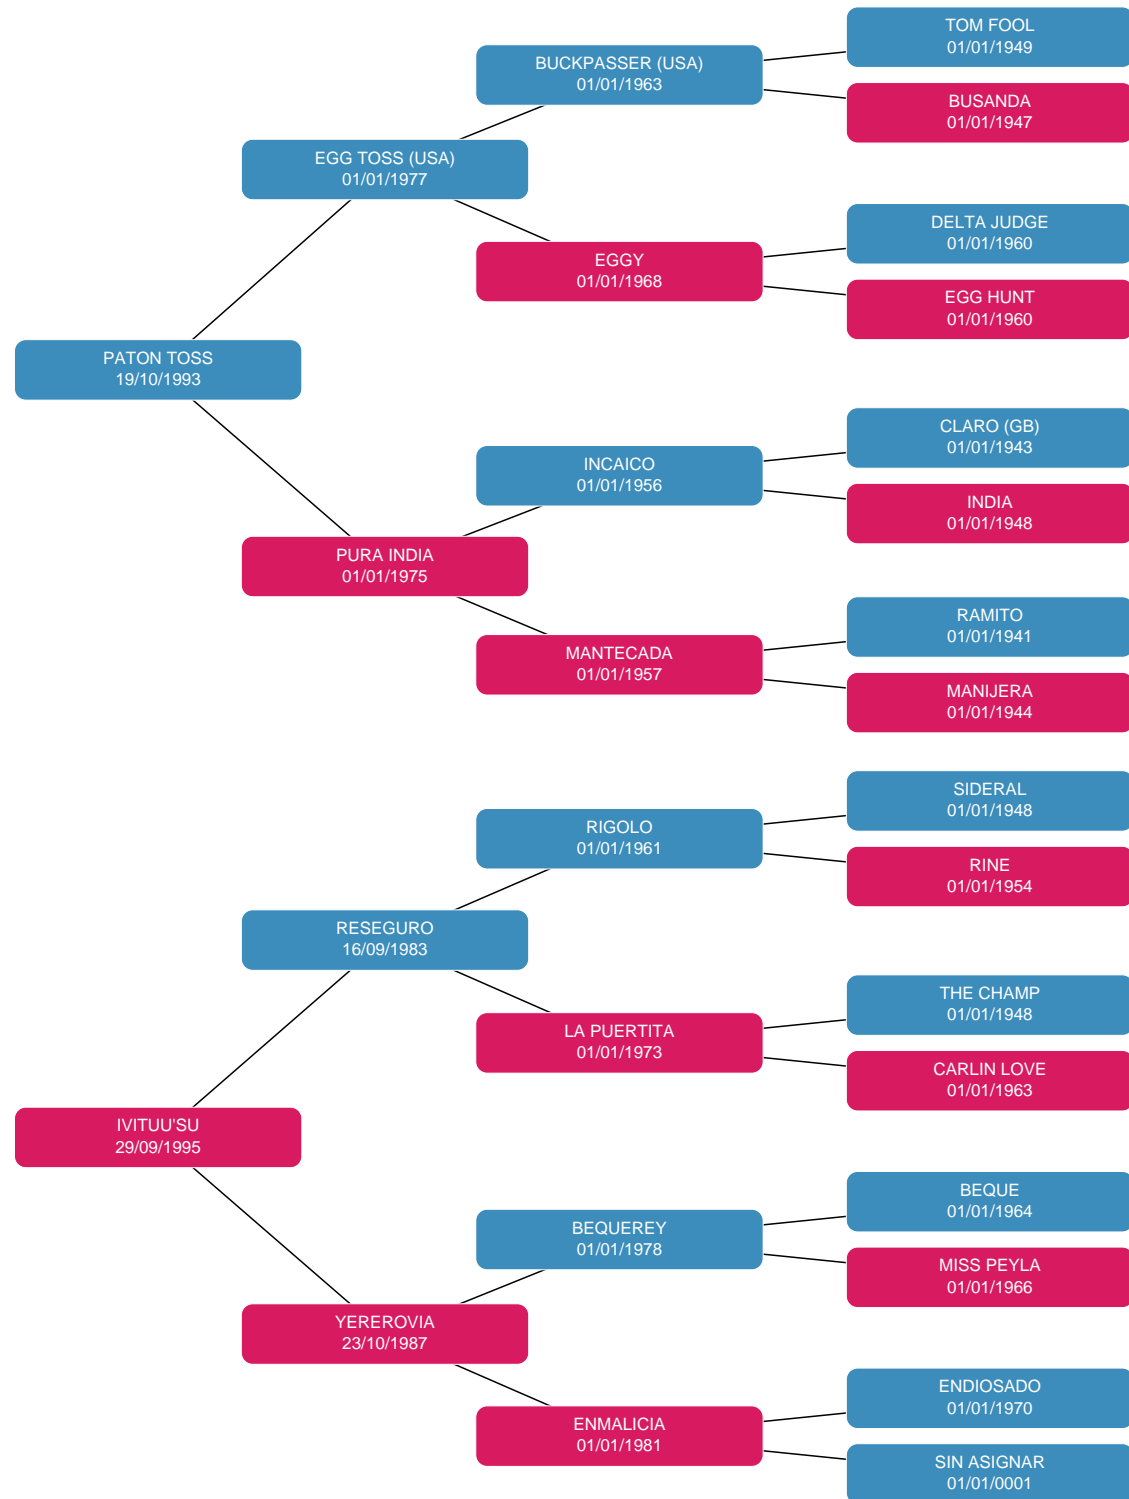 TOM FOOL
01/01/1949
BUCKPASSER (USA)
01/01/1963
BUSANDA
01/01/1947
EGG TOSS (USA)
01/01/1977
DELTA JUDGE
01/01/1960
EGGY
01/01/1968
EGG HUNT
01/01/1960
PATON TOSS
19/10/1993
CLARO (GB)
01/01/1943
INCAICO
01/01/1956
INDIA
01/01/1948
PURA INDIA
01/01/1975
RAMITO
01/01/1941
MANTECADA
01/01/1957
MANIJERA
01/01/1944
SIDERAL
01/01/1948
RIGOLO
01/01/1961
RINE
01/01/1954
RESEGURO
16/09/1983
THE CHAMP
01/01/1948
LA PUERTITA
01/01/1973
CARLIN LOVE
01/01/1963
IVITUU'SU
29/09/1995
BEQUE
01/01/1964
BEQUEREY
01/01/1978
MISS PEYLA
01/01/1966
YEREROVIA
23/10/1987
ENDIOSADO
01/01/1970
ENMALICIA
01/01/1981
SIN ASIGNAR
01/01/0001